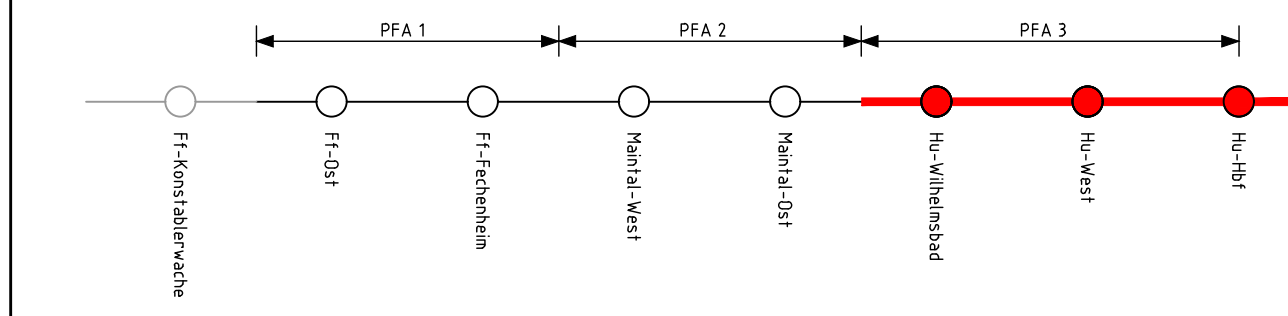 PFA 1
PFA 2
PFA 3
Ff-Konstablerwache
Ff-Ost
Ff-Fechenheim
Maintal-West
Maintal-Ost
Hu-Wilhelmsbad
Hu-West
Hu-Hbf